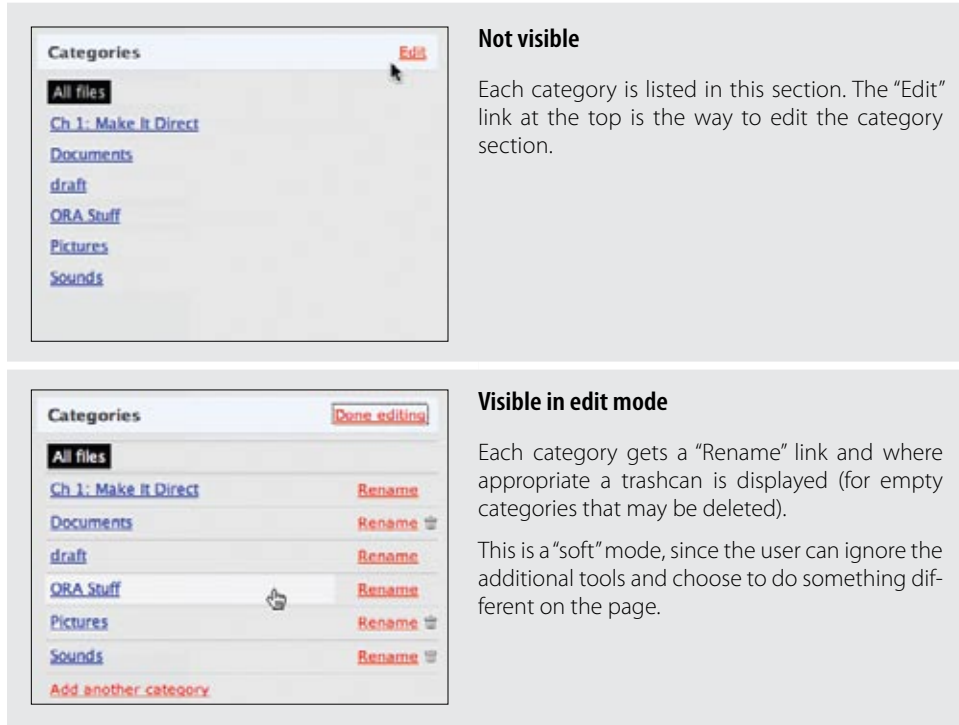 Categories Edit
All files
Ch 1: Make It Direct
Documents
draft
ORA Stuff
Pictures
Sounds
Not visible
Each category is listed in this section. The “Edit”
link at the top is the way to edit the category
section.
Categories Done editing
All files
Ch 1: Make It Direct Rename
Documents Rename
draft Rename
ORA Stuff Rename
Pictures Rename
Sounds Rename
Add another category
Visible in edit mode
Each category gets a “Rename” link and where
appropriate a trashcan is displayed (for empty
categories that may be deleted).
This is a “soft” mode, since the user can ignore the
additional tools and choose to do something dif-
ferent on the page.